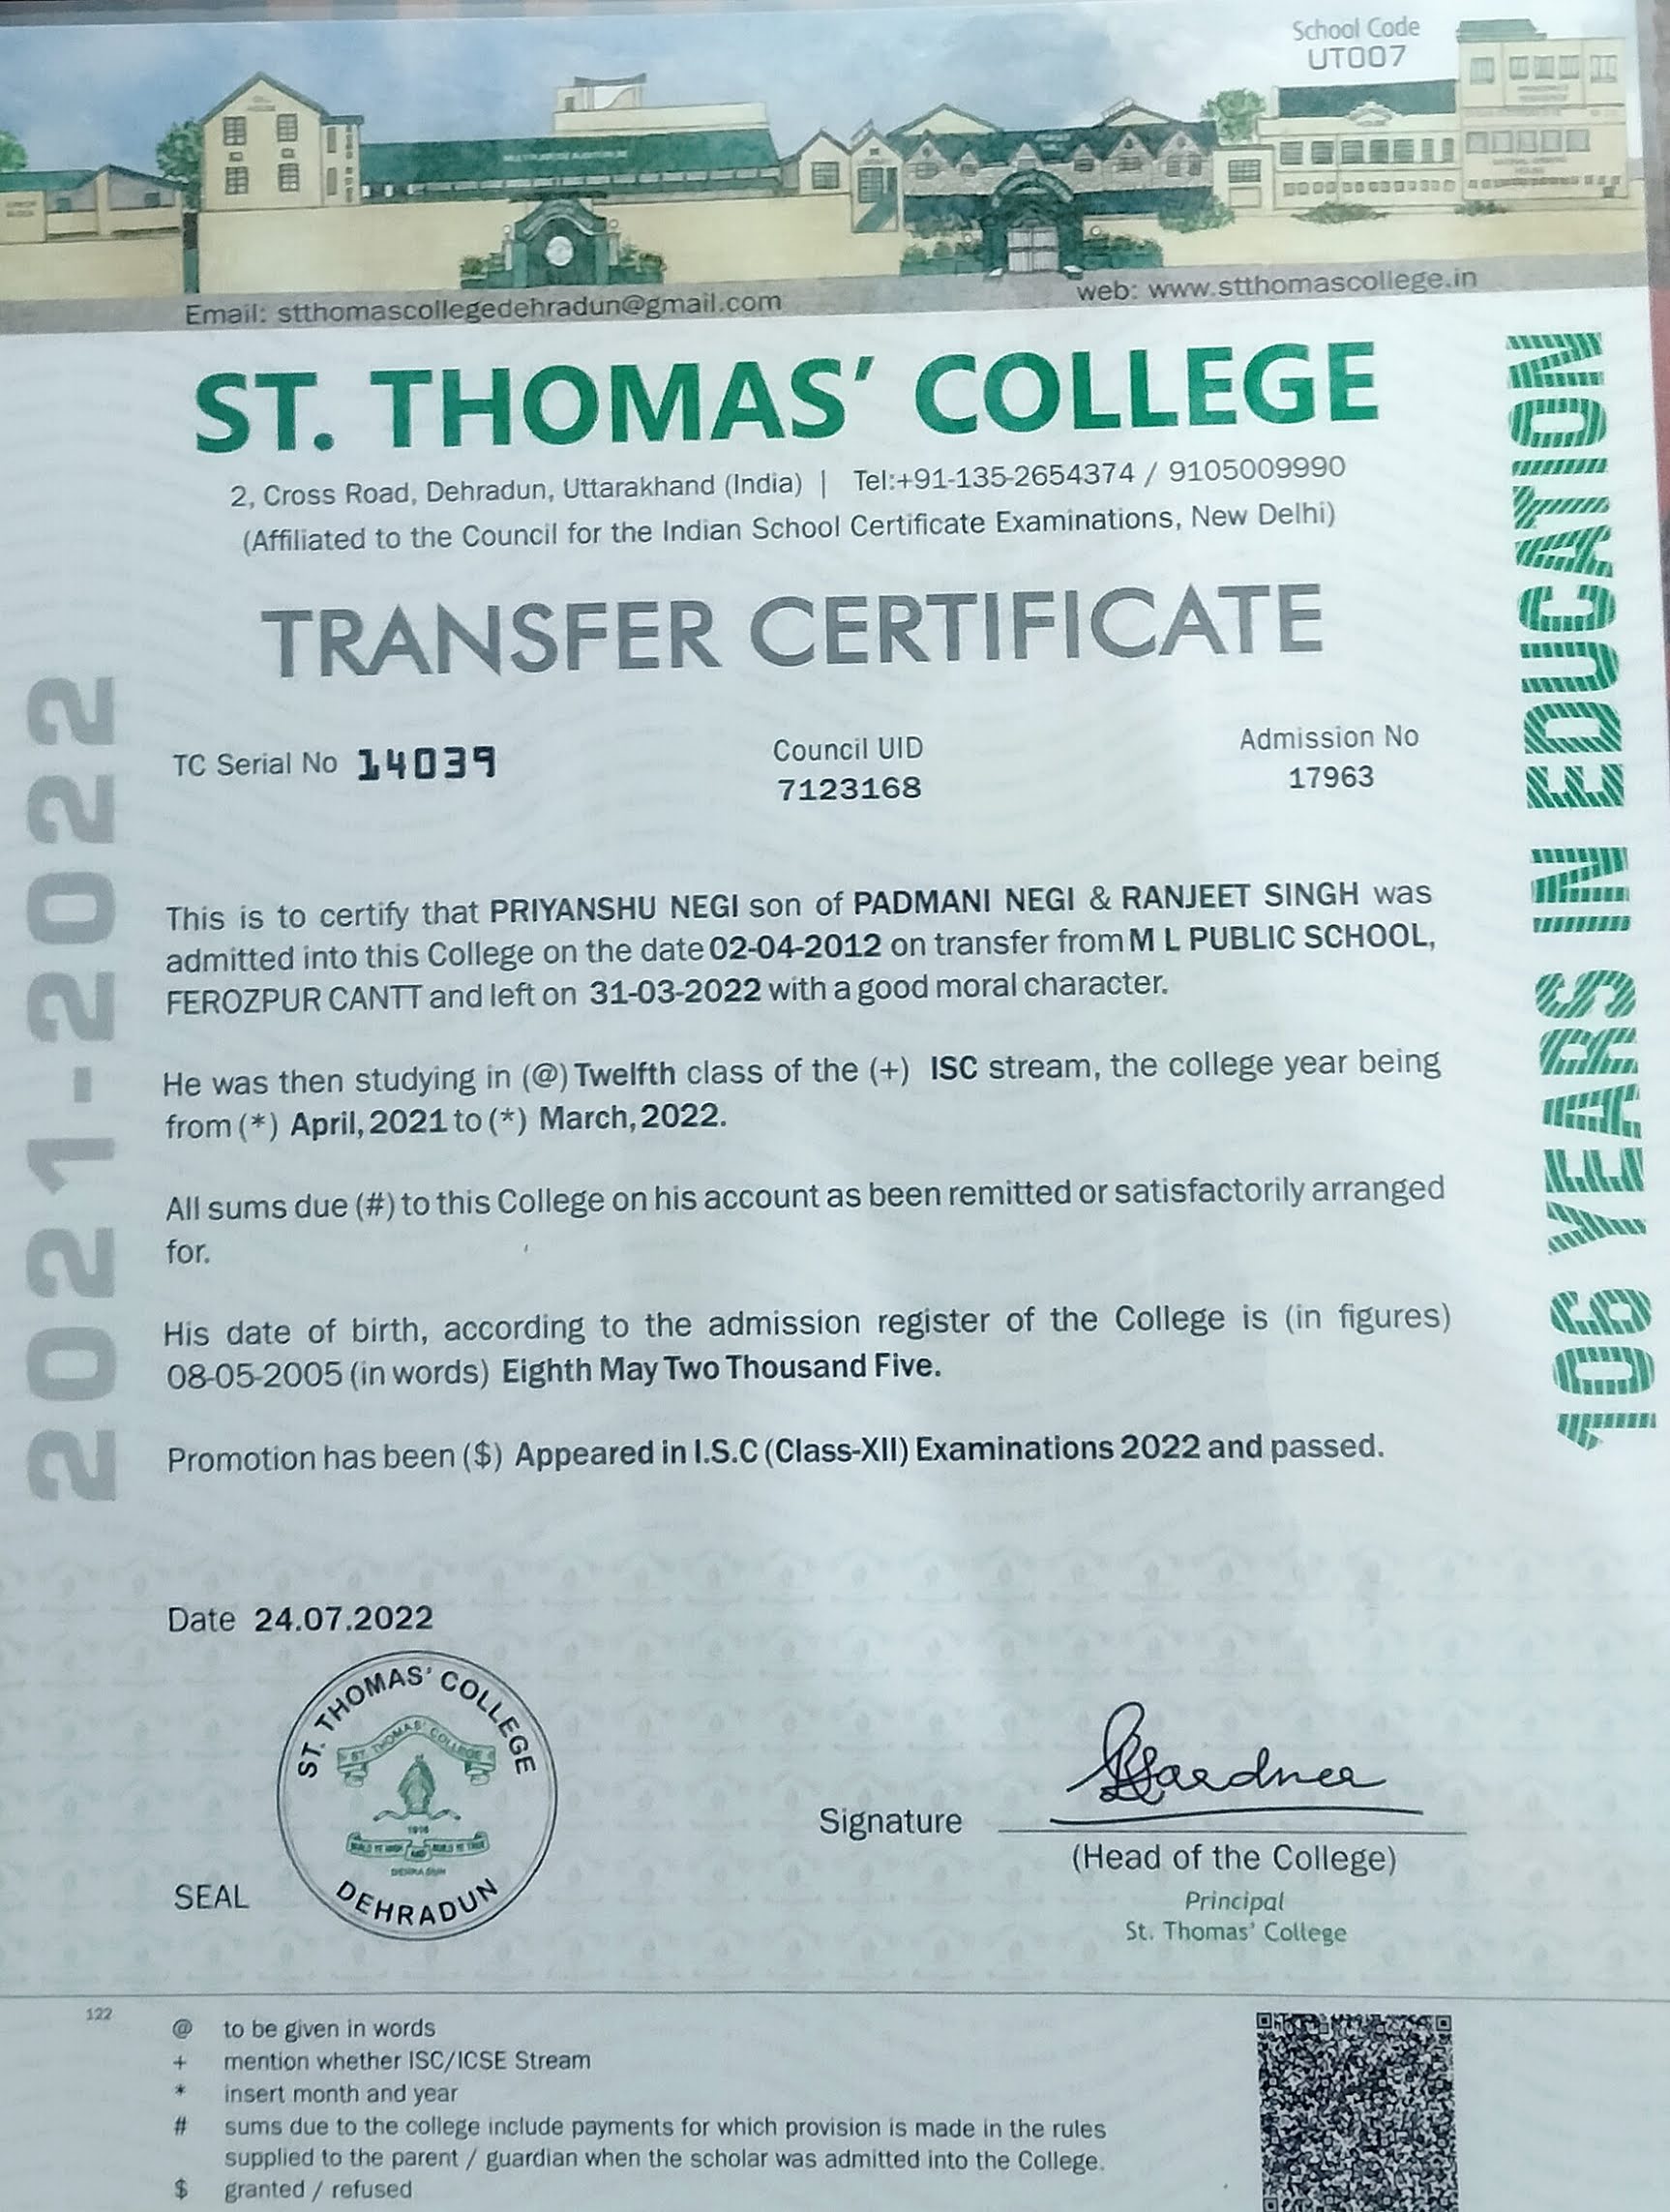 School Code
UT007
Email: stthomascollegedehradun@gmail.com
web: www.stthomascollege.in
ST. THOMAS' COLLEGE
2, Cross Road, Dehradun, Uttarakhand (India) | Tel:+91-135-2654374 / 9105009990
(Affiliated to the Council for the Indian School Certificate Examinations, New Delhi)
TRANSFER CERTIFICATE
2021-2022
106 YEARS IN EDUCATION
TC Serial No 14039
Council UID
7123168
Admission No
17963
This is to certify that PRIYANSHU NEGI son of PADMANI NEGI & RANJEET SINGH was
admitted into this College on the date 02-04-2012 on transfer from M L PUBLIC SCHOOL,
FEROZPUR CANTT and left on 31-03-2022 with a good moral character.
He was then studying in (@) Twelfth class of the (+) ISC stream, the college year being
from (*) April, 2021 to (*) March, 2022.
All sums due (#) to this College on his account as been remitted or satisfactorily arranged
for.
His date of birth, according to the admission register of the College is (in figures)
08-05-2005 (in words) Eighth May Two Thousand Five.
Promotion has been ($) Appeared in I.S.C (Class-XII) Examinations 2022 and passed.
Date 24.07.2022
ST. THOMAS' COLLEGE
ST. THOMAS' COLLEGE
1916
DEHRA DUN
DEHRADUN
SEAL
Signature
(Head of the College)
Principal
St. Thomas' College
122
@ to be given in words
+ mention whether ISC/ICSE Stream
* insert month and year
# sums due to the college include payments for which provision is made in the rules
supplied to the parent / guardian when the scholar was admitted into the College.
$ granted / refused